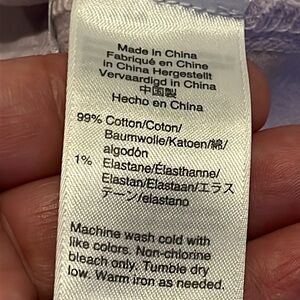 Made in China
Fabriqué en Chine
in China Hergestellt
Vervaardigd in China
中国製
Hecho en China
99% Cotton/Coton/
Baumwolle/Katoen/綿/
algodón
1% Elastane/Élasthanne/
Elastan/Elastaan/エラス
テーン/elastano
Machine wash cold with
like colors. Non-chlorine
bleach only. Tumble dry
low. Warm iron as needed.